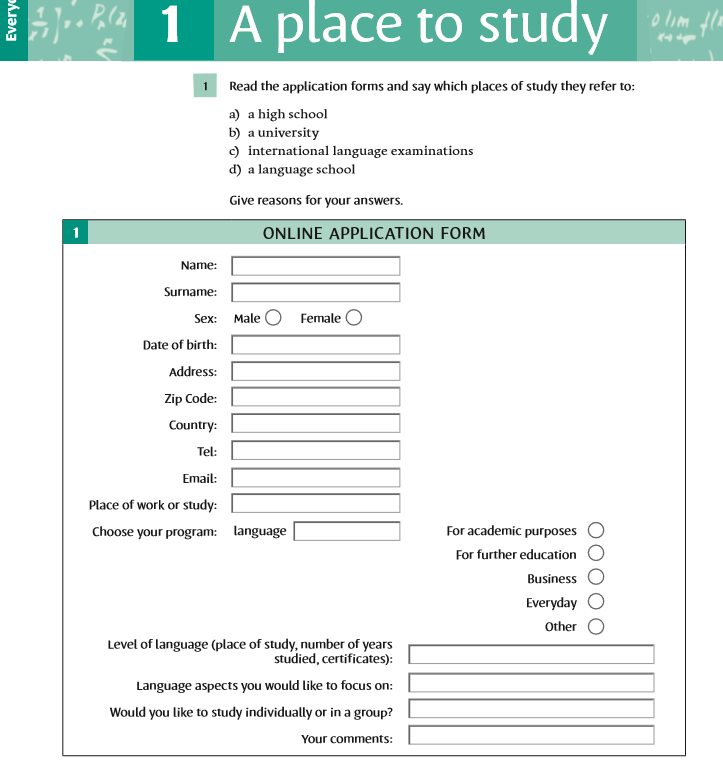 Everyo
1 A place to study
1 Read the application forms and say which places of study they refer to:
a) a high school
b) a university
c) international language examinations
d) a language school
Give reasons for your answers.
1 ONLINE APPLICATION FORM
Name:
Surname:
Sex: Male Female
Date of birth:
Address:
Zip Code:
Country:
Tel:
Email:
Place of work or study:
Choose your program: language For academic purposes
For further education
Business
Everyday
Other
Level of language (place of study, number of years
studied, certificates):
Language aspects you would like to focus on:
Would you like to study individually or in a group?
Your comments: